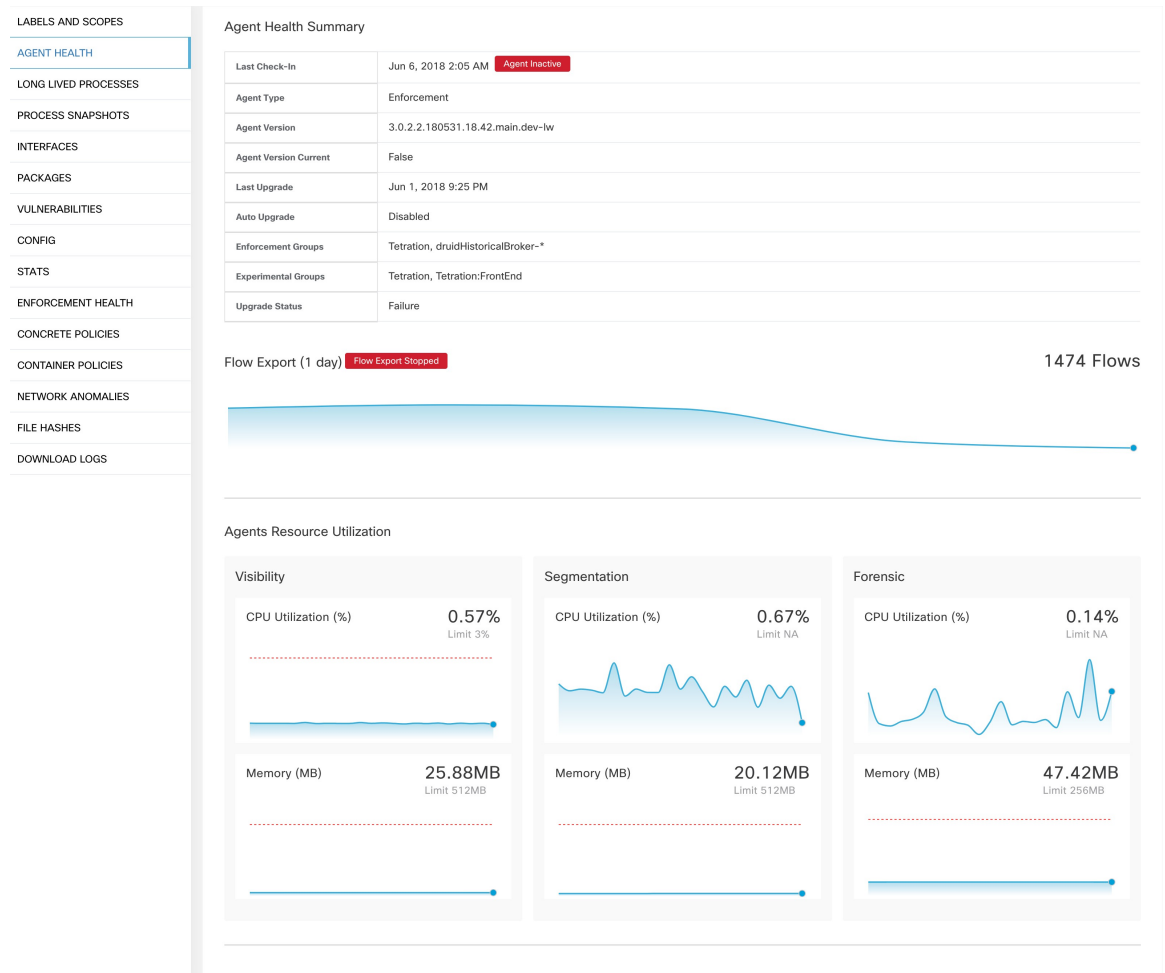 LABELS AND SCOPES
AGENT HEALTH
LONG LIVED PROCESSES
PROCESS SNAPSHOTS
INTERFACES
PACKAGES
VULNERABILITIES
CONFIG
STATS
ENFORCEMENT HEALTH
CONCRETE POLICIES
CONTAINER POLICIES
NETWORK ANOMALIES
FILE HASHES
DOWNLOAD LOGS
Agent Health Summary
Last Check-In Jun 6, 2018 2:05 AM Agent Inactive
Agent Type Enforcement
Agent Version 3.0.2.2.180531.18.42.main.dev-lw
Agent Version Current False
Last Upgrade Jun 1, 2018 9:25 PM
Auto Upgrade Disabled
Enforcement Groups Tetration, druidHistoricalBroker-*
Experimental Groups Tetration, Tetration:FrontEnd
Upgrade Status Failure
Flow Export (1 day) Flow Export Stopped 1474 Flows
Agents Resource Utilization
Visibility
CPU Utilization (%) 0.57%
Limit 3%
Memory (MB) 25.88MB
Limit 512MB
Segmentation
CPU Utilization (%) 0.67%
Limit NA
Memory (MB) 20.12MB
Limit 512MB
Forensic
CPU Utilization (%) 0.14%
Limit NA
Memory (MB) 47.42MB
Limit 256MB